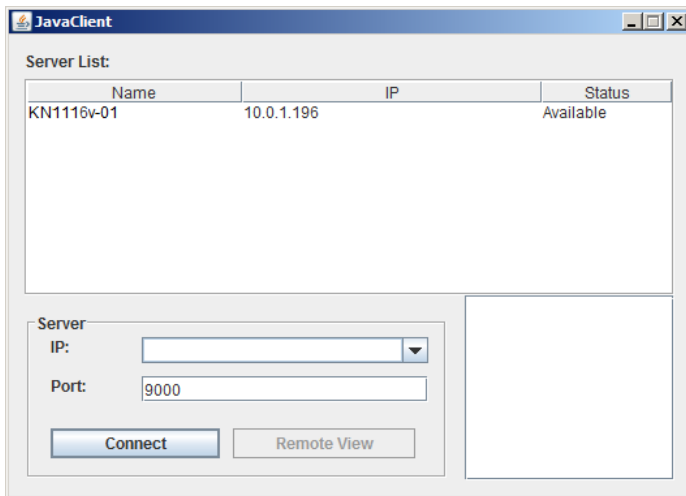 JavaClient
Server List:
Name IP Status
KN1116v-01 10.0.1.196 Available
Server
IP:
Port: 9000
Connect Remote View